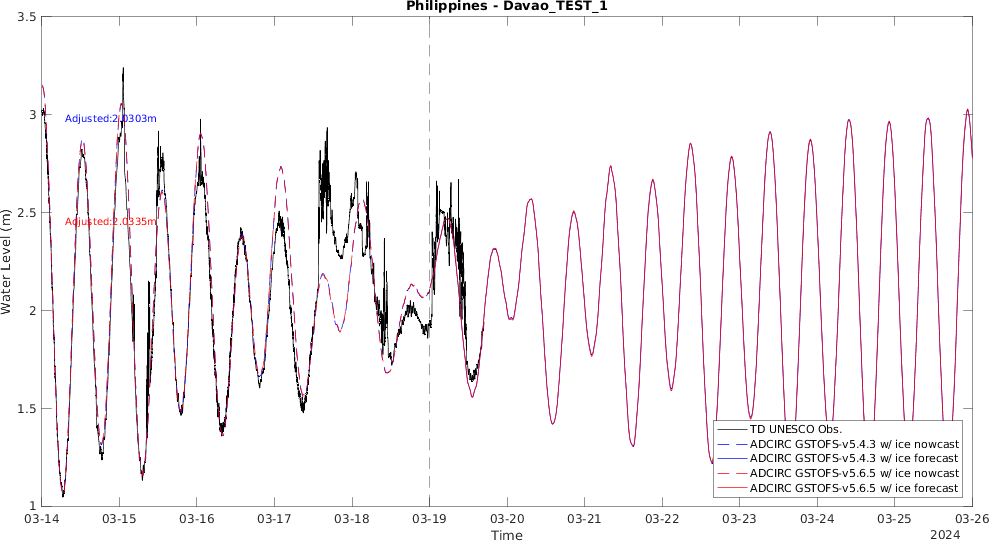 Philippines - Davao_TEST_1
3.5
3
2.5
2
1.5
1
Water Level (m)
Adjusted:2.0303m
Adjusted:2.0335m
TD UNESCO Obs.
ADCIRC GSTOFS-v5.4.3 w/ ice nowcast
ADCIRC GSTOFS-v5.4.3 w/ ice forecast
ADCIRC GSTOFS-v5.6.5 w/ ice nowcast
ADCIRC GSTOFS-v5.6.5 w/ ice forecast
03-14 03-15 03-16 03-17 03-18 03-19 03-20 03-21 03-22 03-23 03-24 03-25 03-26
Time
2024